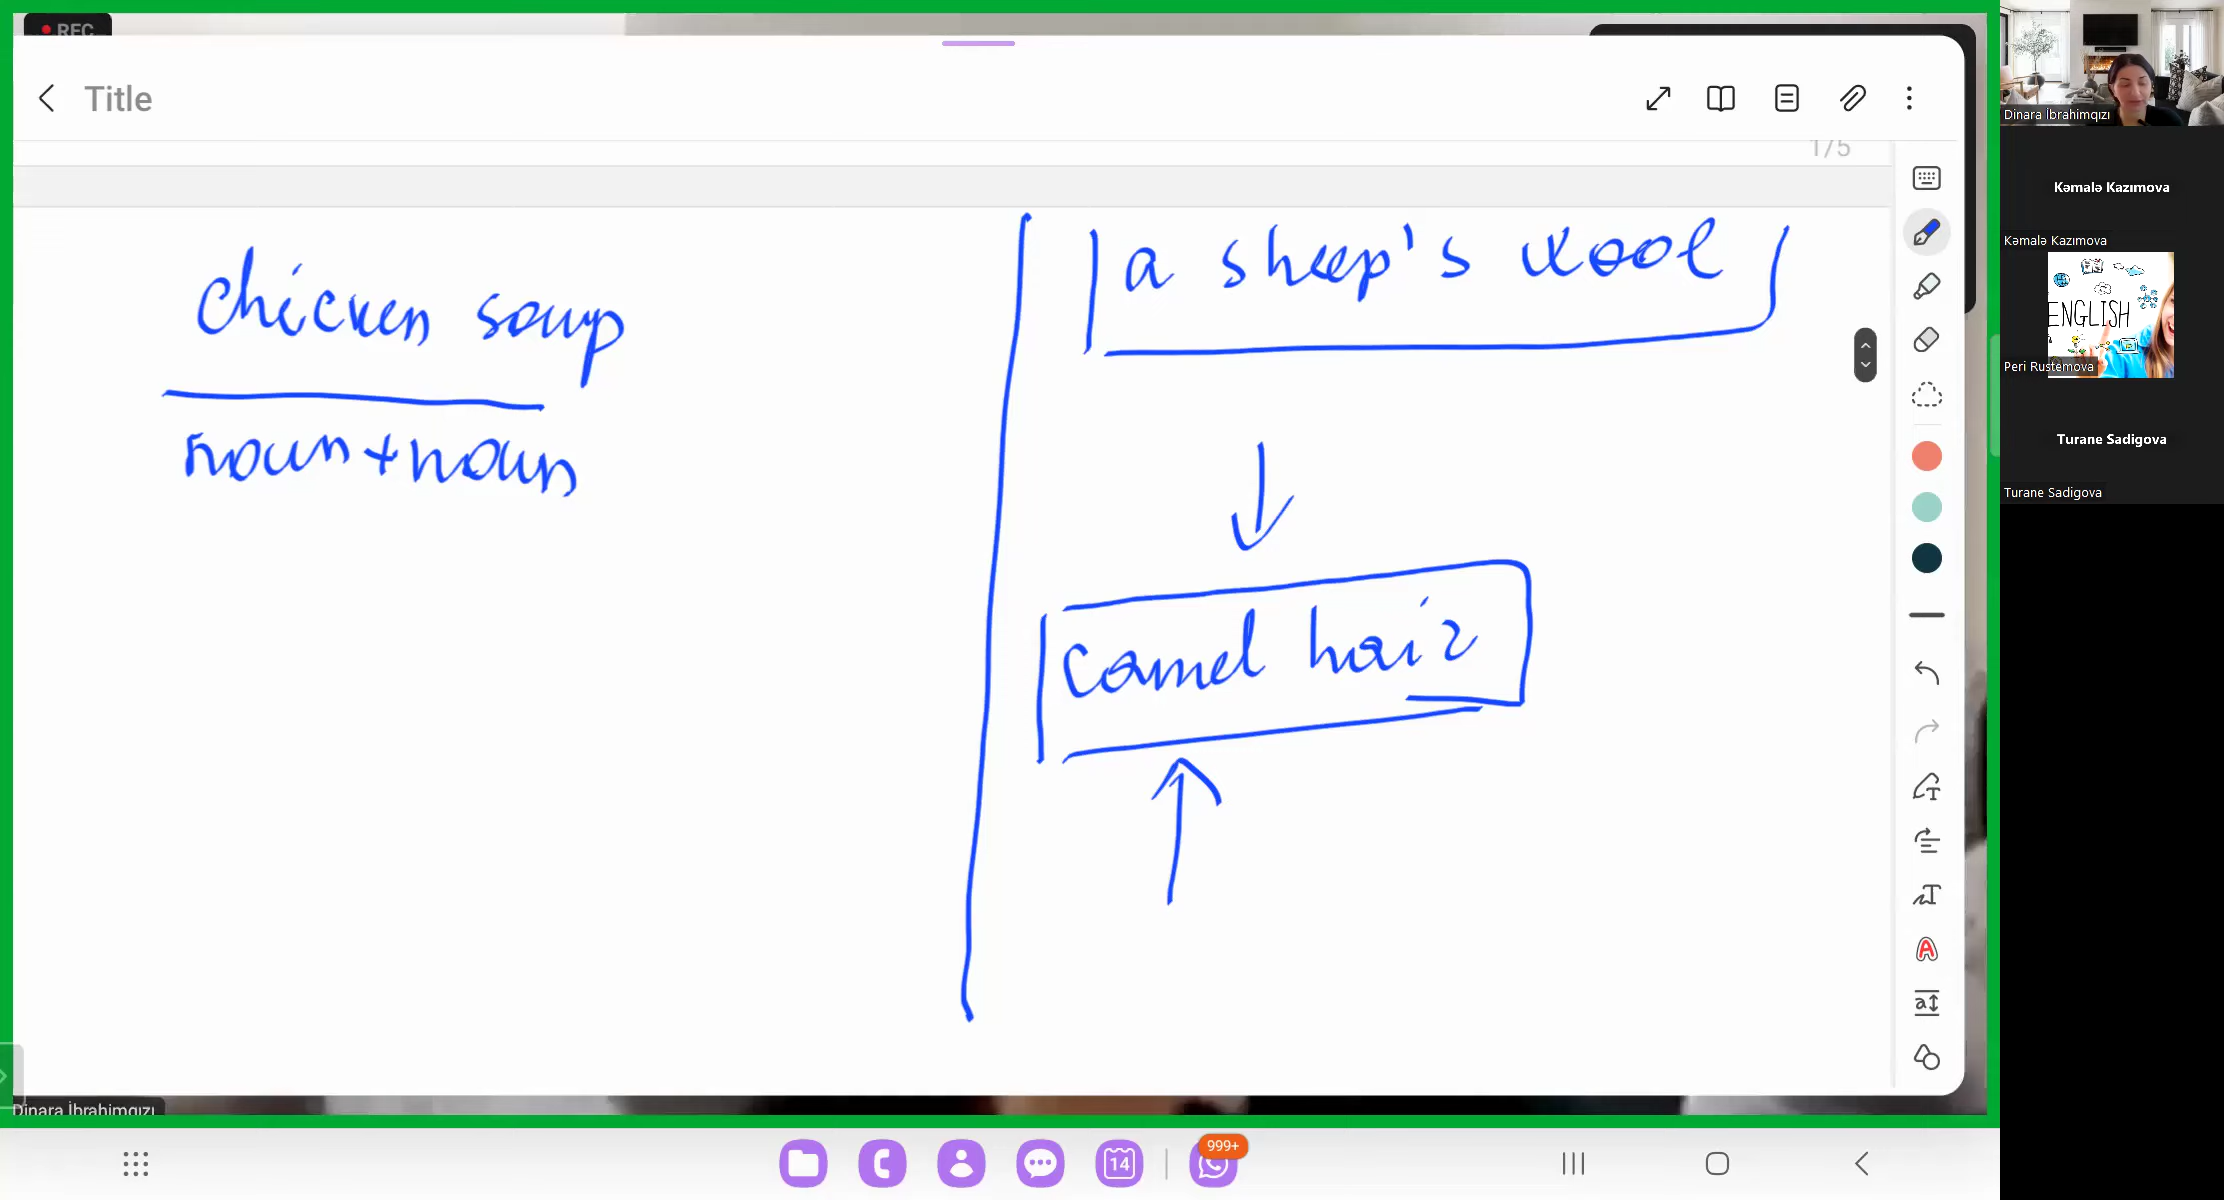 REC
Title
1/5
chicken soup
noun+noun
a sheep's wool
camel hair
Dinara İbrahimqızı
14
999+
Dinara İbrahimqızı
Kəmalə Kazımova
Kəmalə Kazımova
ENGLISH
Peri Rustemova
Turane Sadigova
Turane Sadigova